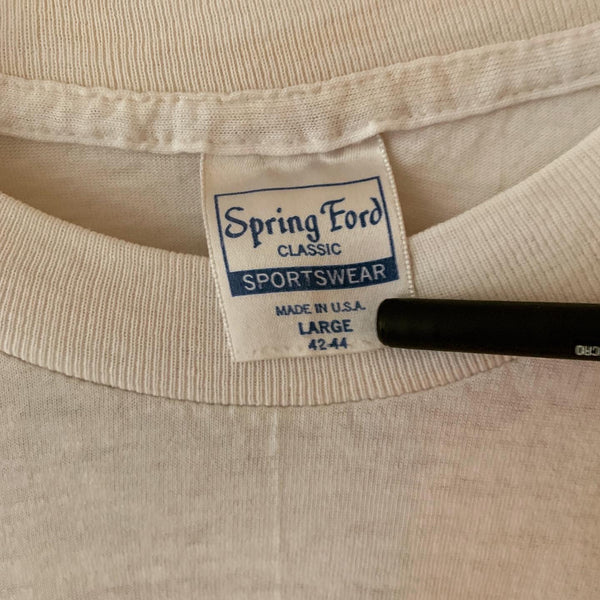 Spring Ford
CLASSIC
SPORTSWEAR
MADE IN U.S.A.
LARGE
42-44